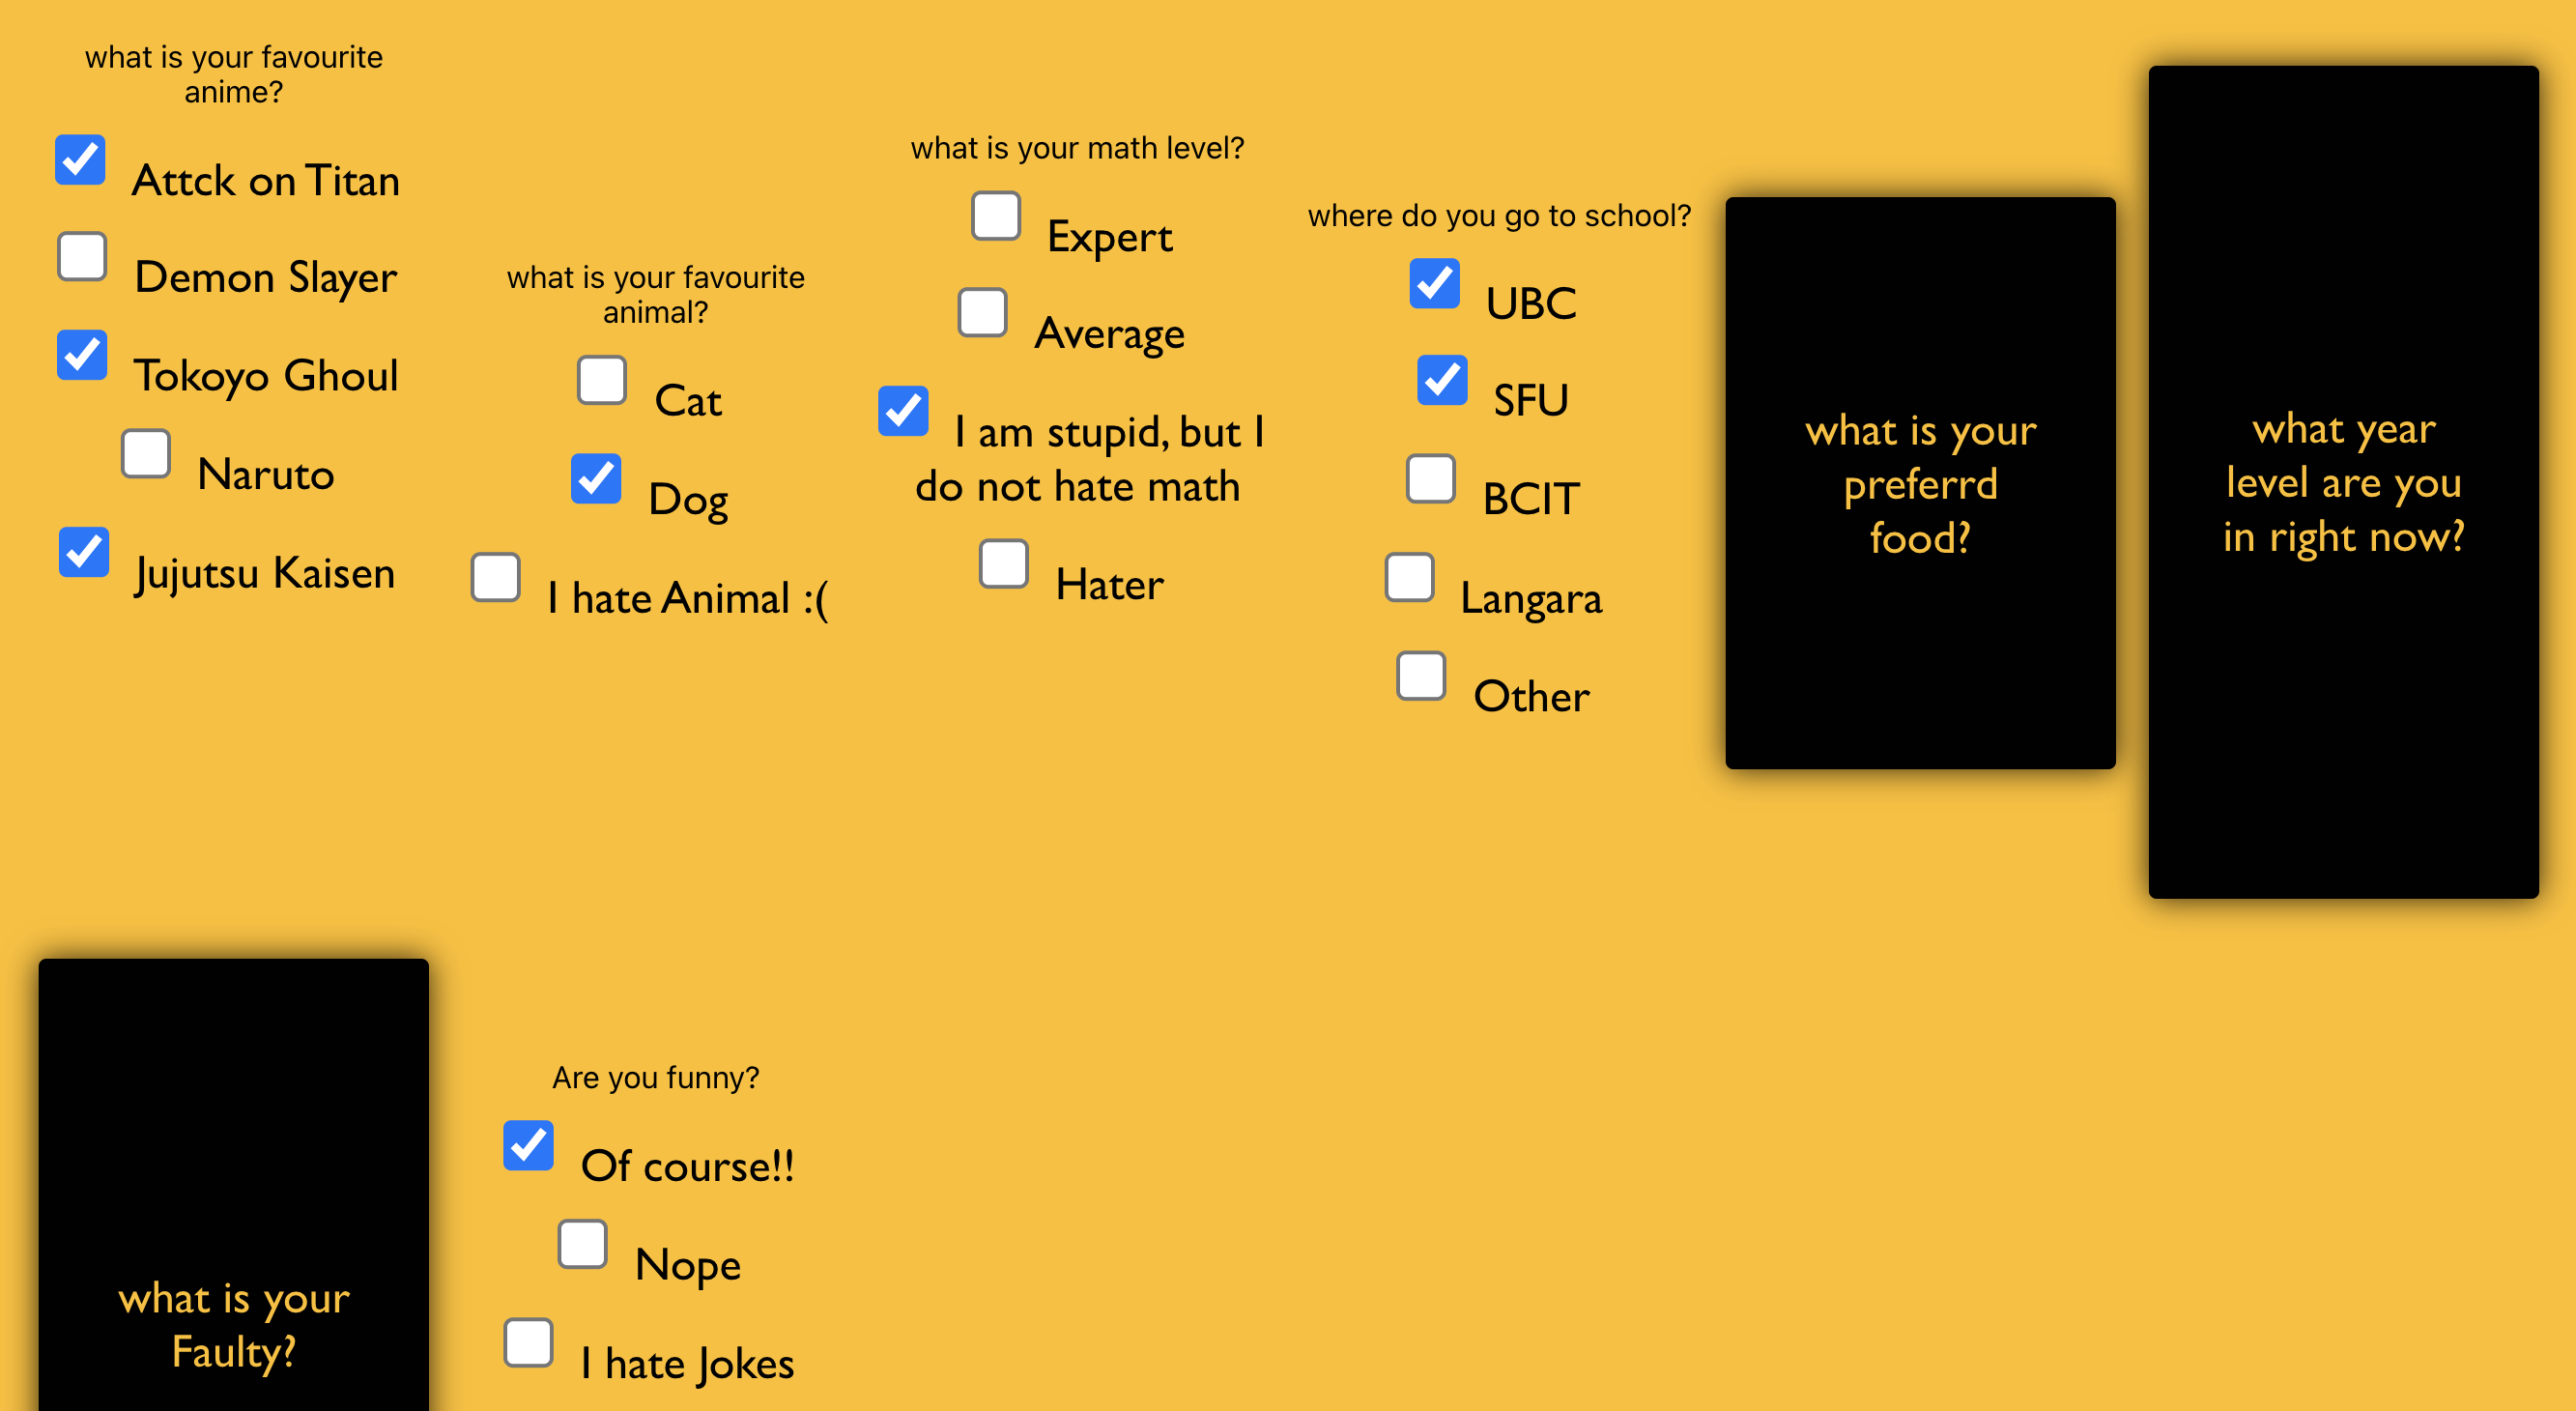 what is your favourite
anime?
Attck on Titan
Demon Slayer
Tokoyo Ghoul
Naruto
Jujutsu Kaisen
what is your favourite
animal?
Cat
Dog
I hate Animal :(
what is your math level?
Expert
Average
I am stupid, but I
do not hate math
Hater
where do you go to school?
UBC
SFU
BCIT
Langara
Other
what is your
preferrd
food?
what year
level are you
in right now?
what is your
Faulty?
Are you funny?
Of course!!
Nope
I hate Jokes